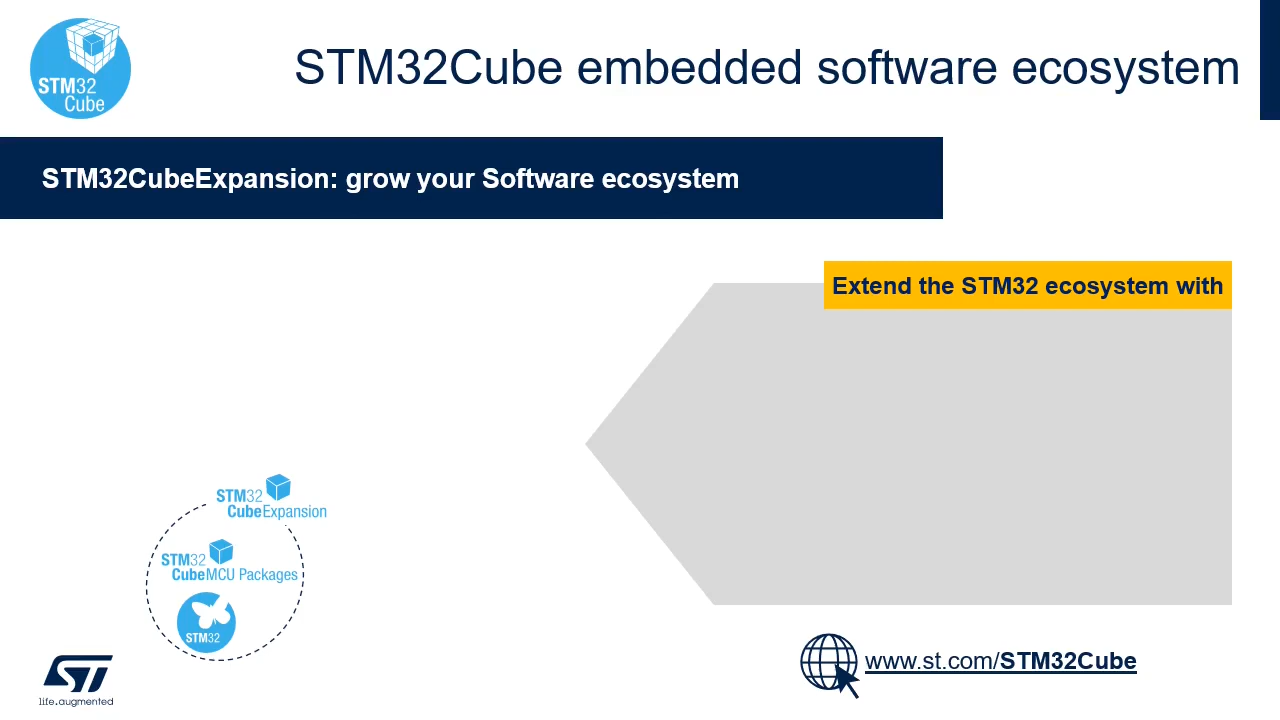 STM32
Cube
STM32Cube embedded software ecosystem
STM32CubeExpansion: grow your Software ecosystem
Extend the STM32 ecosystem with
STM32
CubeExpansion
STM32
CubeMCU Packages
STM32
ST
life.augmented
www.st.com/STM32Cube